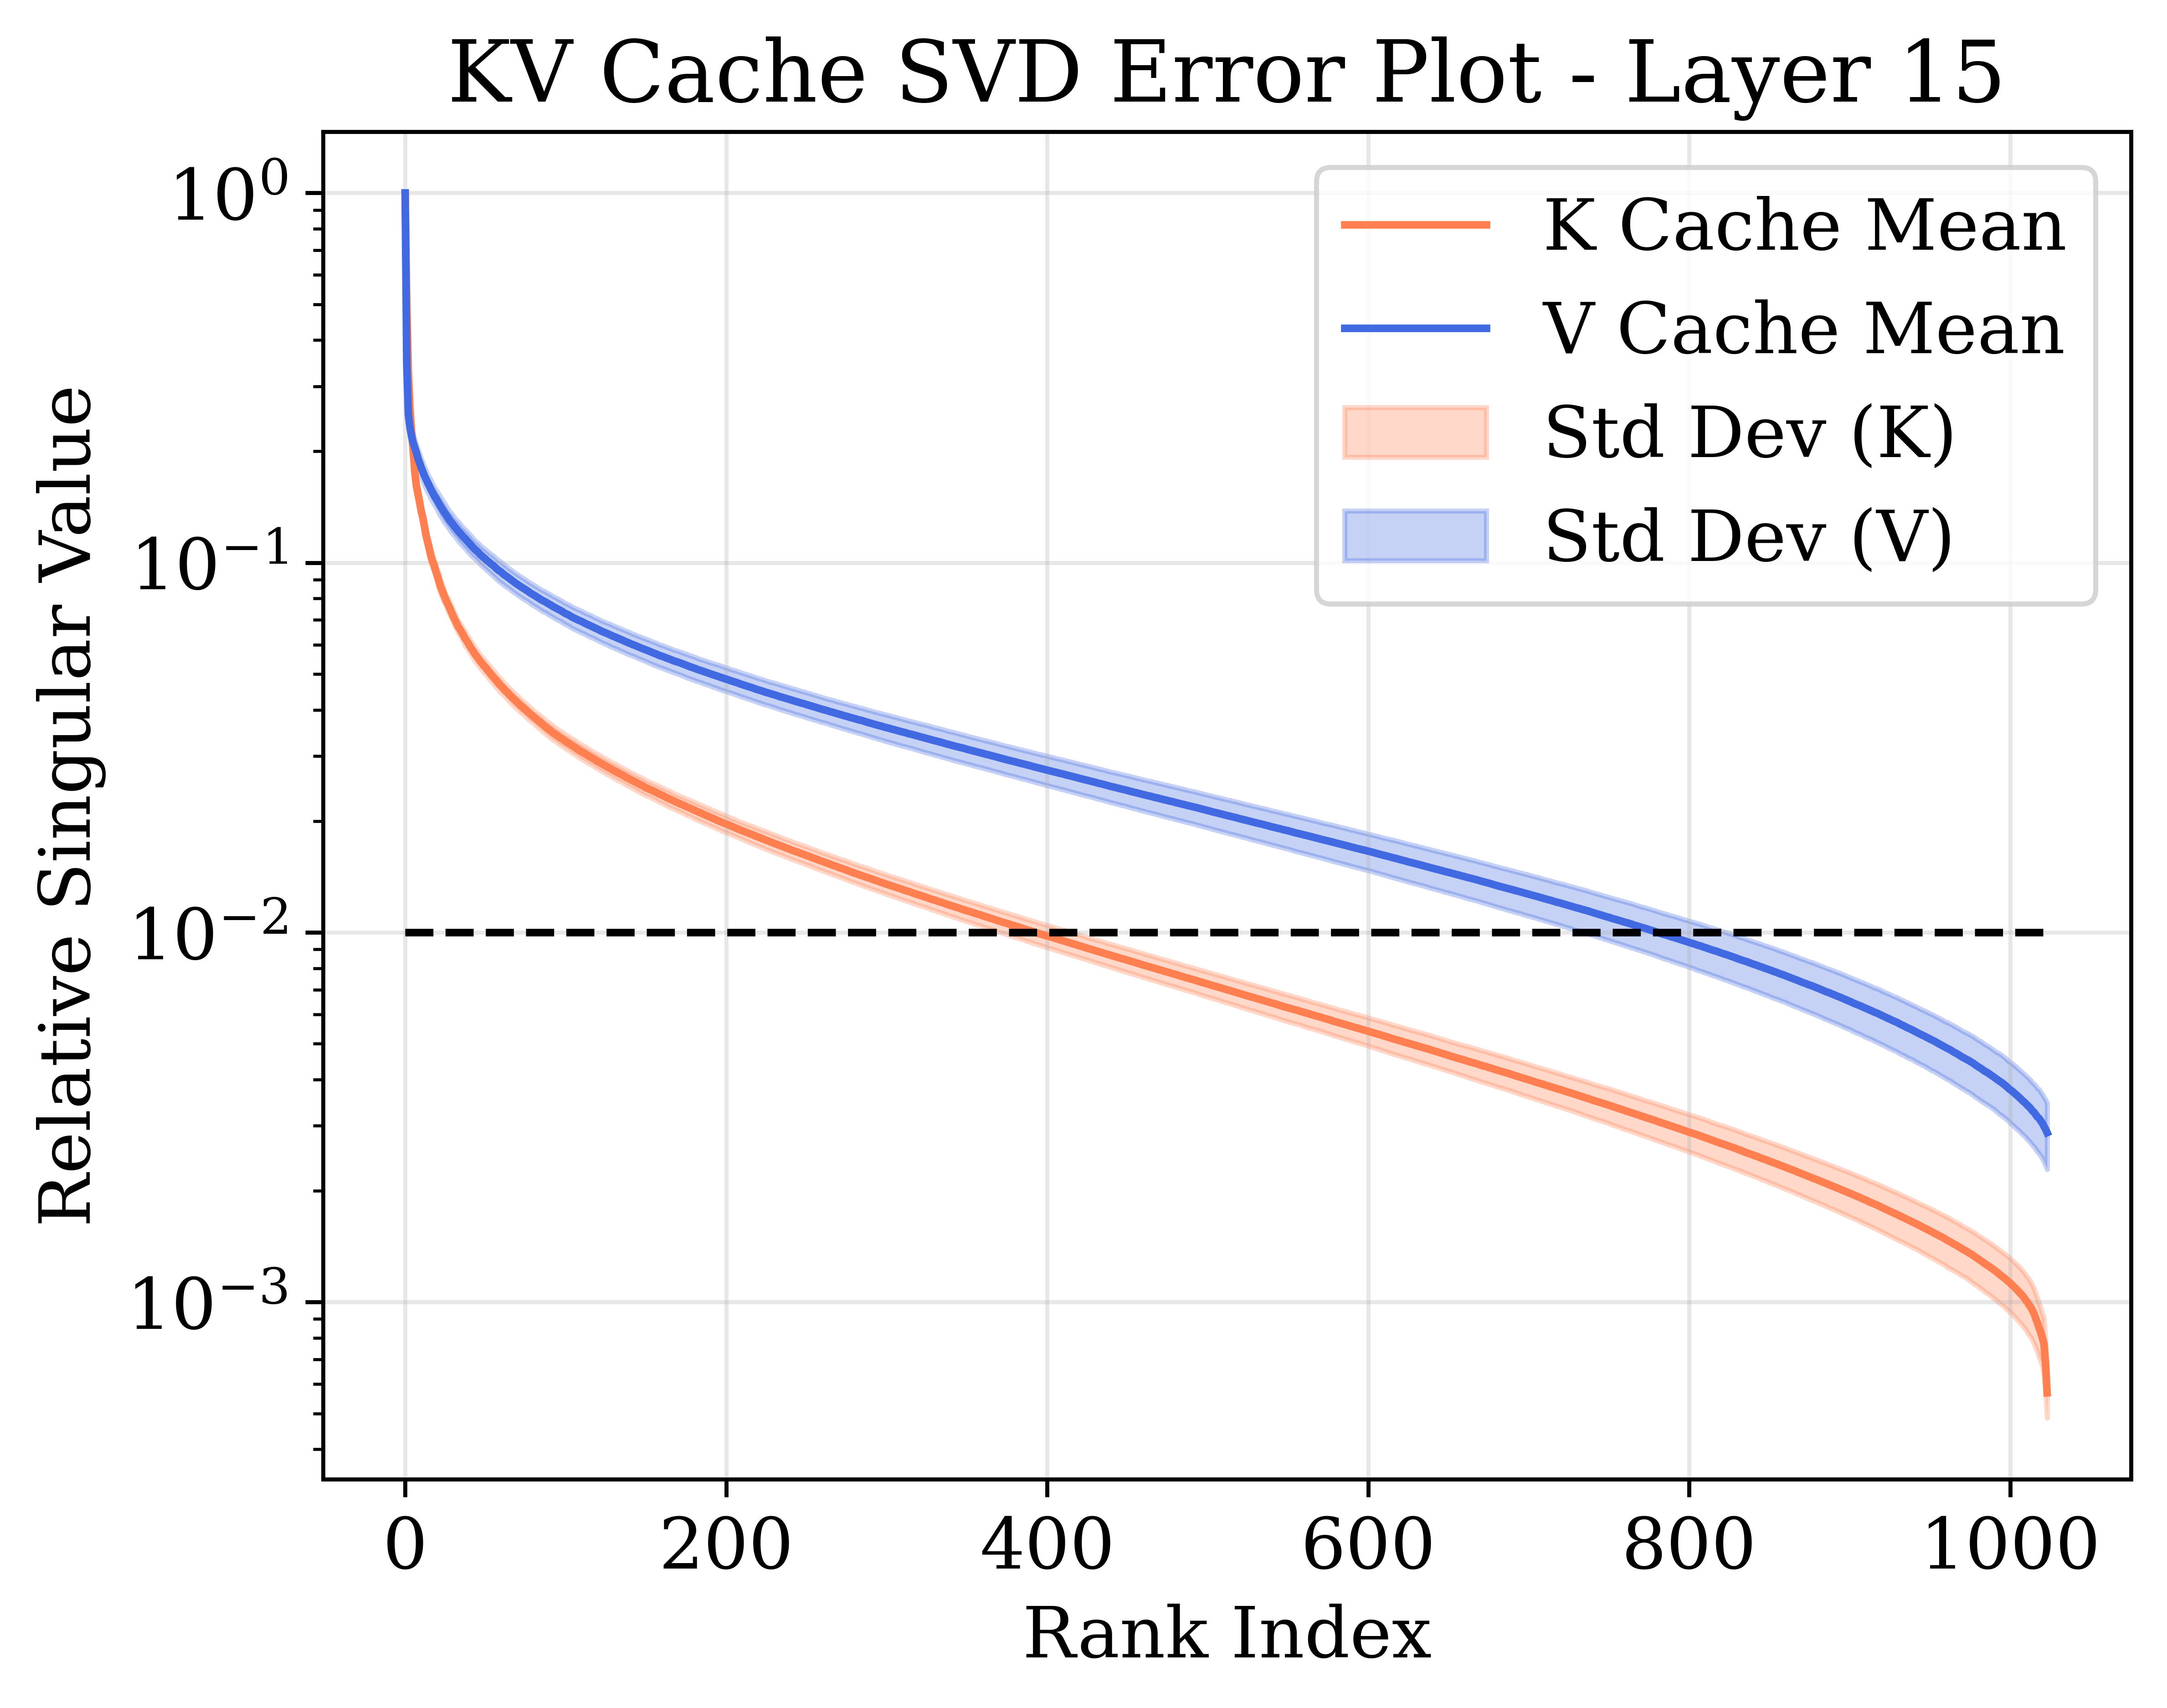 KV Cache SVD Error Plot - Layer 15
K Cache Mean
V Cache Mean
Std Dev (K)
Std Dev (V)
Relative Singular Value
10⁰
10⁻¹
10⁻²
10⁻³
0 200 400 600 800 1000
Rank Index